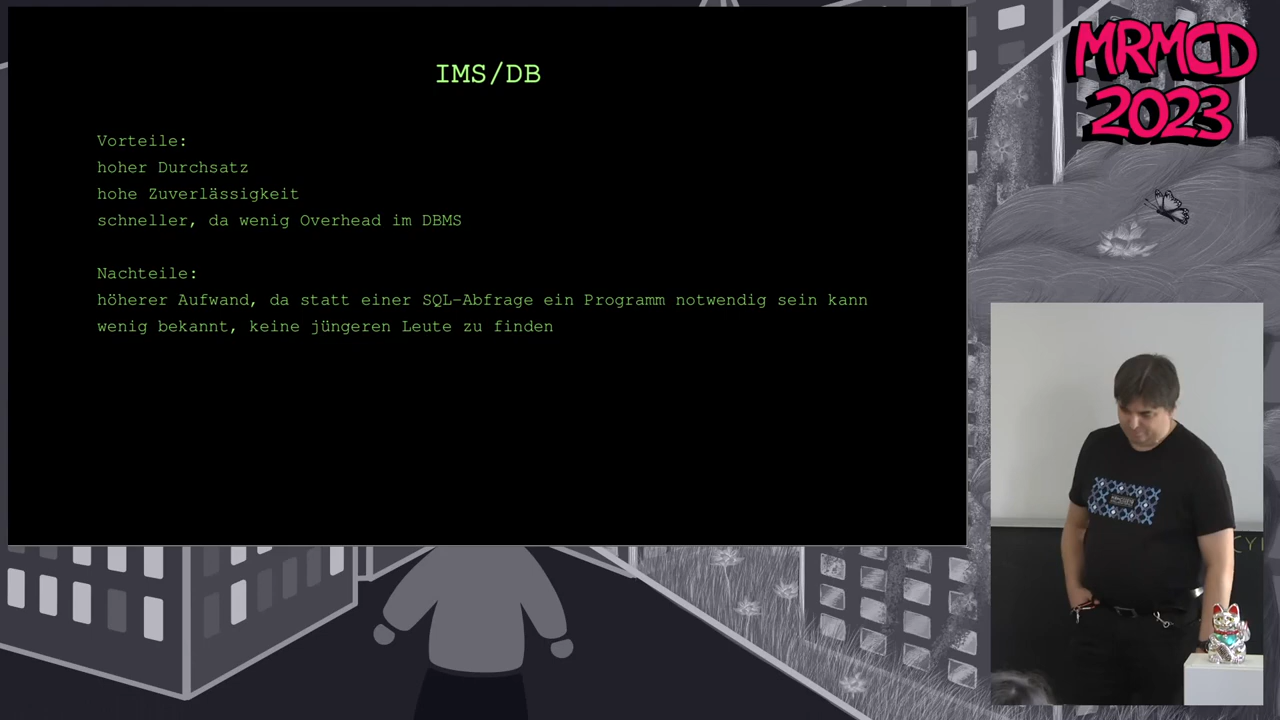 IMS/DB
Vorteile:
hoher Durchsatz
hohe Zuverlässigkeit
schneller, da wenig Overhead im DBMS
Nachteile:
höherer Aufwand, da statt einer SQL-Abfrage ein Programm notwendig sein kann
wenig bekannt, keine jüngeren Leute zu finden
MRMCD
2023